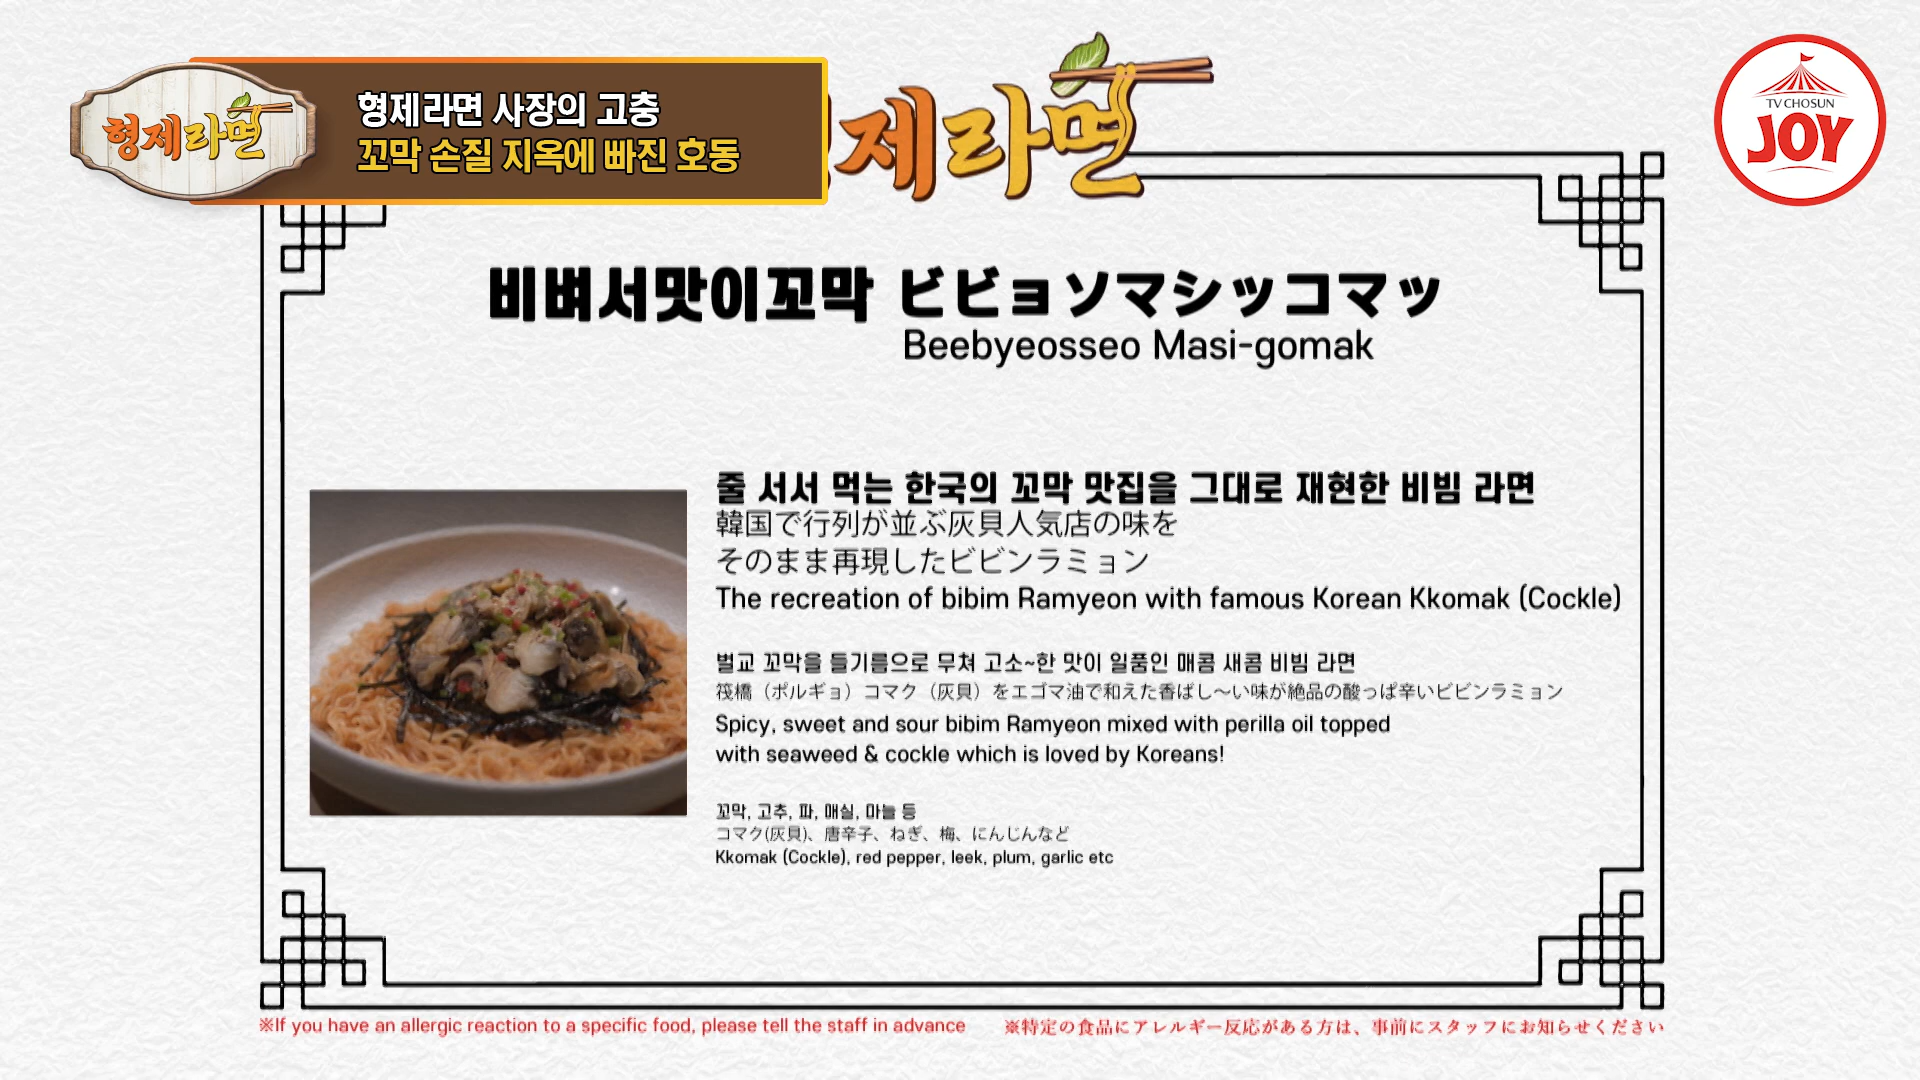 형제라면
형제라면 사장의 고충
꼬막 손질 지옥에 빠진 호동
제라면
TV CHOSUN
JOY
비벼서맛이꼬막 ビビョソマシッコマッ
Beebyeosseo Masi-gomak
줄 서서 먹는 한국의 꼬막 맛집을 그대로 재현한 비빔 라면
韓国で行列が並ぶ灰貝人気店の味を
そのまま再現したビビンラミョン
The recreation of bibim Ramyeon with famous Korean Kkomak (Cockle)
벌교 꼬막을 들기름으로 무쳐 고소~한 맛이 일품인 매콤 새콤 비빔 라면
筏橋（ポルギョ）コマク（灰貝）をエゴマ油で和えた香ばし～い味が絶品の酸っぱ辛いビビンラミョン
Spicy, sweet and sour bibim Ramyeon mixed with perilla oil topped
with seaweed & cockle which is loved by Koreans!
꼬막, 고추, 파, 매실, 마늘 등
コマク(灰貝)、唐辛子、ねぎ、梅、にんじんなど
Kkomak (Cockle), red pepper, leek, plum, garlic etc
※If you have an allergic reaction to a specific food, please tell the staff in advance
※特定の食品にアレルギー反応がある方は、事前にスタッフにお知らせください